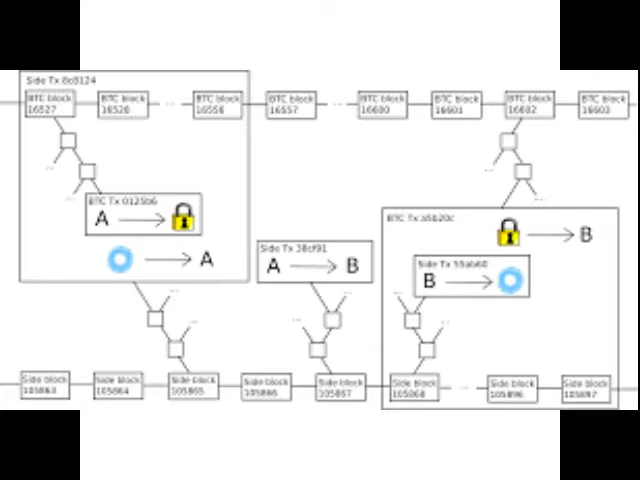 Side Tx 8c8124
BTC block
16527
BTC block
16528
...
BTC block
16556
BTC block
16557
...
BTC block
16600
BTC block
16601
BTC block
16602
BTC block
16603
BTC Tx 0125b6
A
A
Side Tx 38cf91
A B
BTC Tx a5b20c
B
Side Tx 55ab60
B
Side block
105863
Side block
105864
Side block
105865
Side block
105866
Side block
105867
Side block
105868
...
Side block
105896
Side block
105897